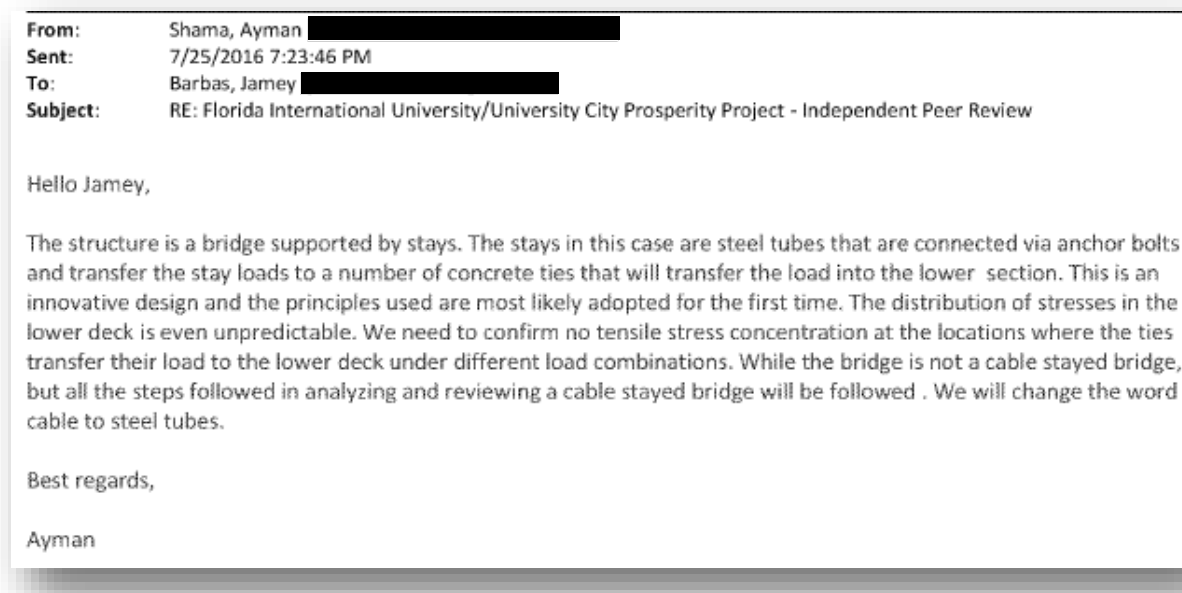 From: Shama, Ayman
Sent: 7/25/2016 7:23:46 PM
To: Barbas, Jamey
Subject: RE: Florida International University/University City Prosperity Project - Independent Peer Review
Hello Jamey,
The structure is a bridge supported by stays. The stays in this case are steel tubes that are connected via anchor bolts
and transfer the stay loads to a number of concrete ties that will transfer the load into the lower section. This is an
innovative design and the principles used are most likely adopted for the first time. The distribution of stresses in the
lower deck is even unpredictable. We need to confirm no tensile stress concentration at the locations where the ties
transfer their load to the lower deck under different load combinations. While the bridge is not a cable stayed bridge,
but all the steps followed in analyzing and reviewing a cable stayed bridge will be followed . We will change the word
cable to steel tubes.
Best regards,
Ayman